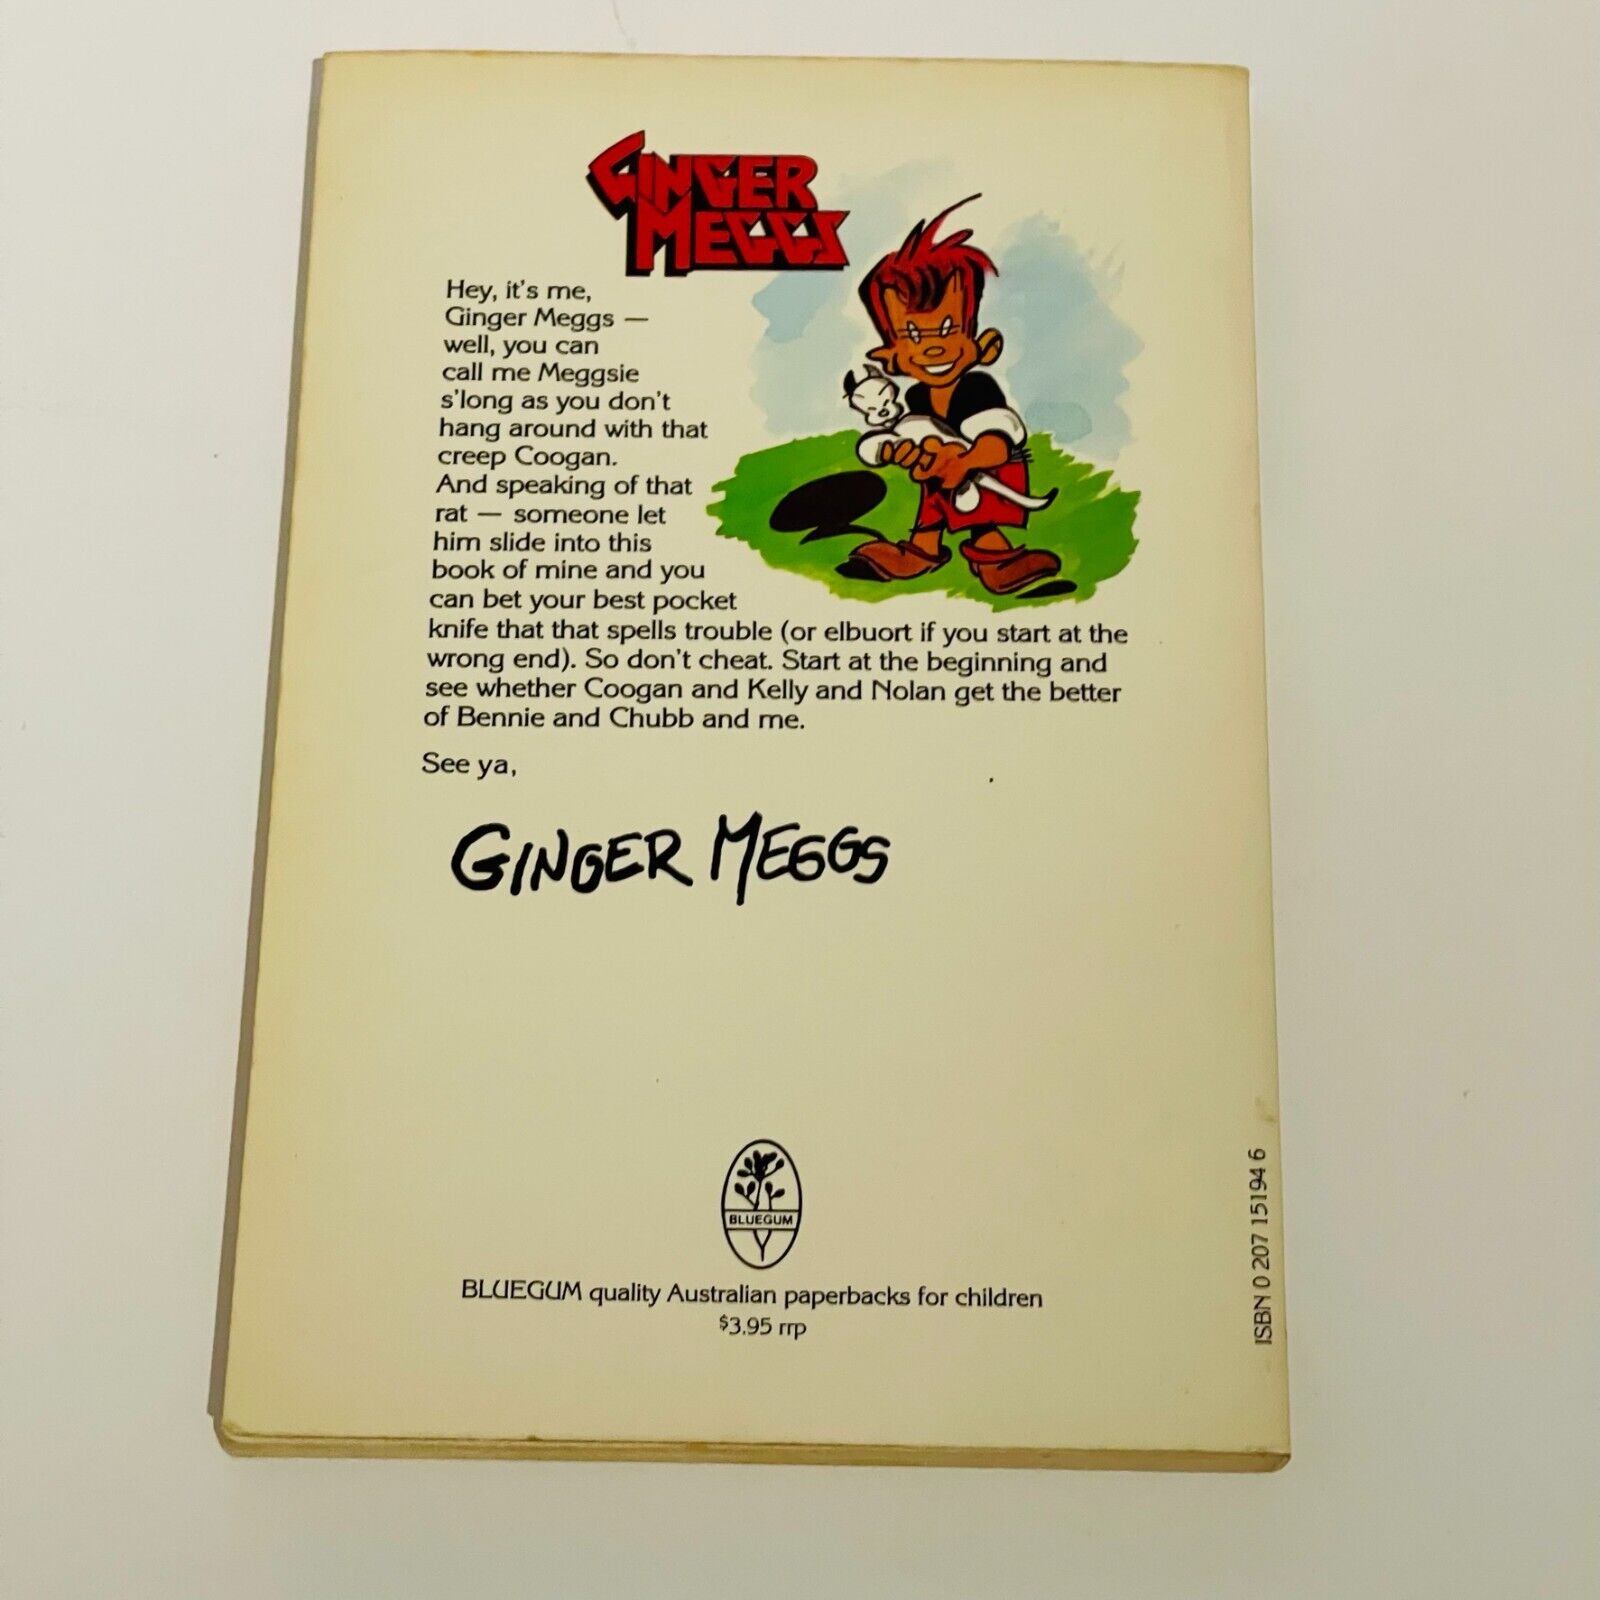 GINGER
MEGGS
Hey, it's me,
Ginger Meggs —
well, you can
call me Meggsie
s'long as you don't
hang around with that
creep Coogan.
And speaking of that
rat — someone let
him slide into this
book of mine and you
can bet your best pocket
knife that that spells trouble (or elbuort if you start at the
wrong end). So don't cheat. Start at the beginning and
see whether Coogan and Kelly and Nolan get the better
of Bennie and Chubb and me.
See ya,
GINGER MEGGS
BLUEGUM
BLUEGUM quality Australian paperbacks for children
$3.95 rrp
ISBN 0 207 15194 6